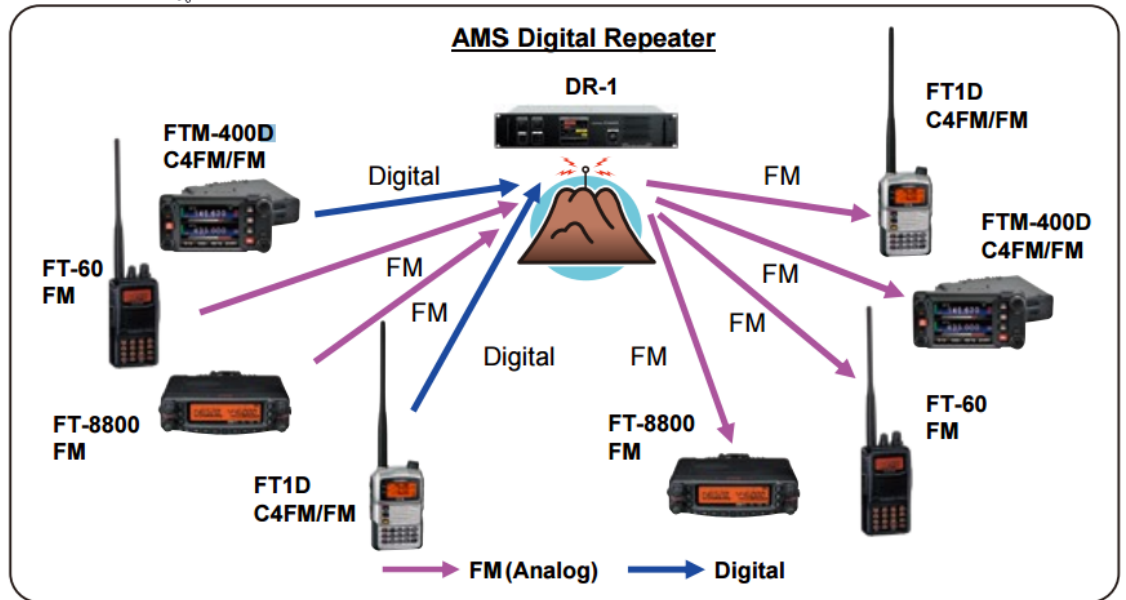 AMS Digital Repeater
DR-1
FTM-400D
C4FM/FM
FT-60
FM
FT-8800
FM
FT1D
C4FM/FM
Digital
FM
FM
Digital
FM
FM
FM
FM
FT1D
C4FM/FM
FTM-400D
C4FM/FM
FT-60
FM
FT-8800
FM
FM(Analog)
Digital